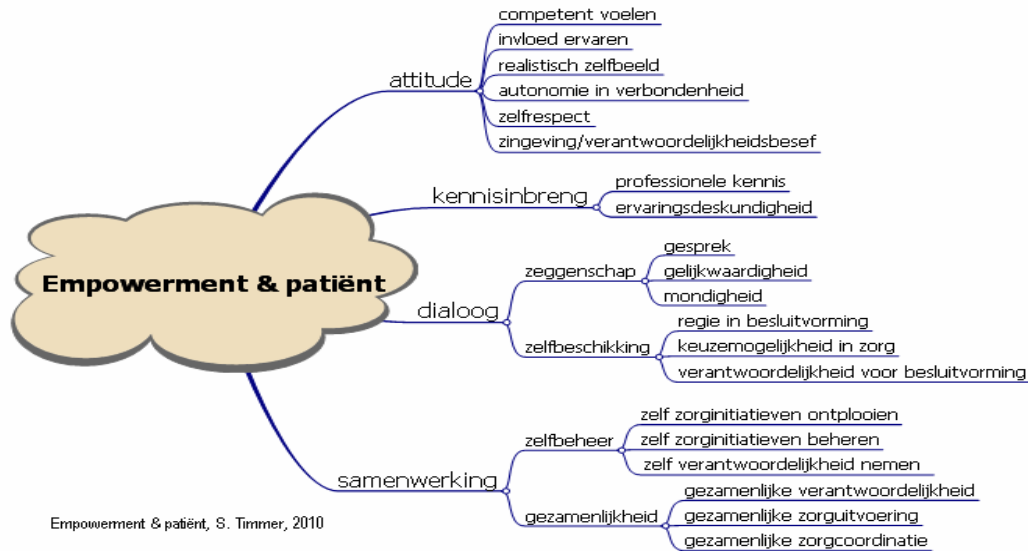 Empowerment & patiënt
attitude
competent voelen
invloed ervaren
realistisch zelfbeeld
autonomie in verbondenheid
zelfrespect
zingeving/verantwoordelijkheidsbesef
kennisinbreng
professionele kennis
ervaringsdeskundigheid
dialoog
zeggenschap
gesprek
gelijkwaardigheid
mondigheid
zelfbeschikking
regie in besluitvorming
keuzemogelijkheid in zorg
verantwoordelijkheid voor besluitvorming
samenwerking
zelfbeheer
zelf zorginitiatieven ontplooien
zelf zorginitiatieven beheren
zelf verantwoordelijkheid nemen
gezamenlijkheid
gezamenlijke verantwoordelijkheid
gezamenlijke zorguitvoering
gezamenlijke zorgcoordinatie
Empowerment & patiënt, S. Timmer, 2010